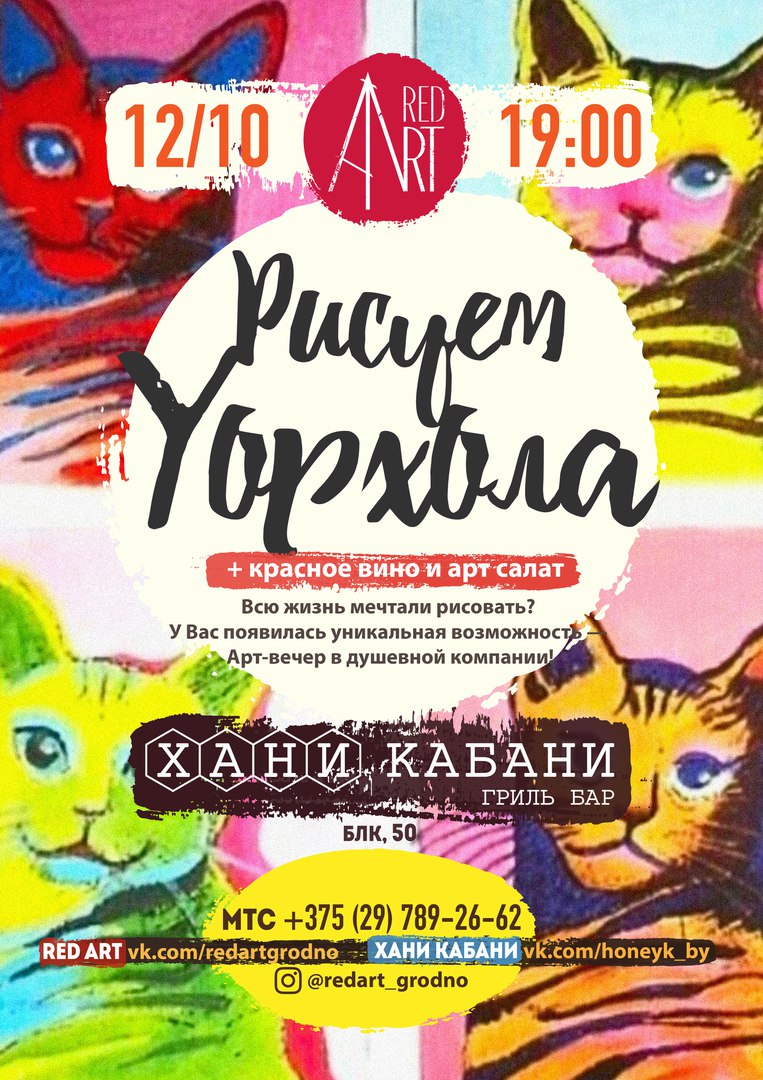 12/10
RED
ART
19:00
Рисуем
Уорхола
+ красное вино и арт салат
Всю жизнь мечтали рисовать?
У Вас появилась уникальная возможность —
Арт-вечер в душевной компании!
ХАНИ КАБАНИ
ГРИЛЬ БАР
БЛК, 50
МТС +375 (29) 789-26-62
RED ART vk.com/redartgrodno ХАНИ КАБАНИ vk.com/honeyk_by
@redart_grodno